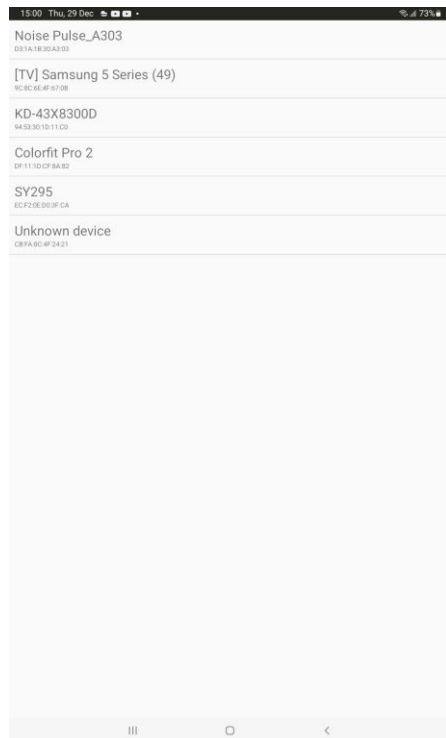 15:00 Thu, 29 Dec 73%
Noise Pulse_A303
D3:1A:1B:30:A3:03
[TV] Samsung 5 Series (49)
9C:8C:6E:4F:67:0B
KD-43X8300D
94:53:30:1D:11:C0
Colorfit Pro 2
DF:11:1D:CF:8A:82
SY295
EC:F2:0E:D0:3F:CA
Unknown device
CB:FA:8C:4F:24:21